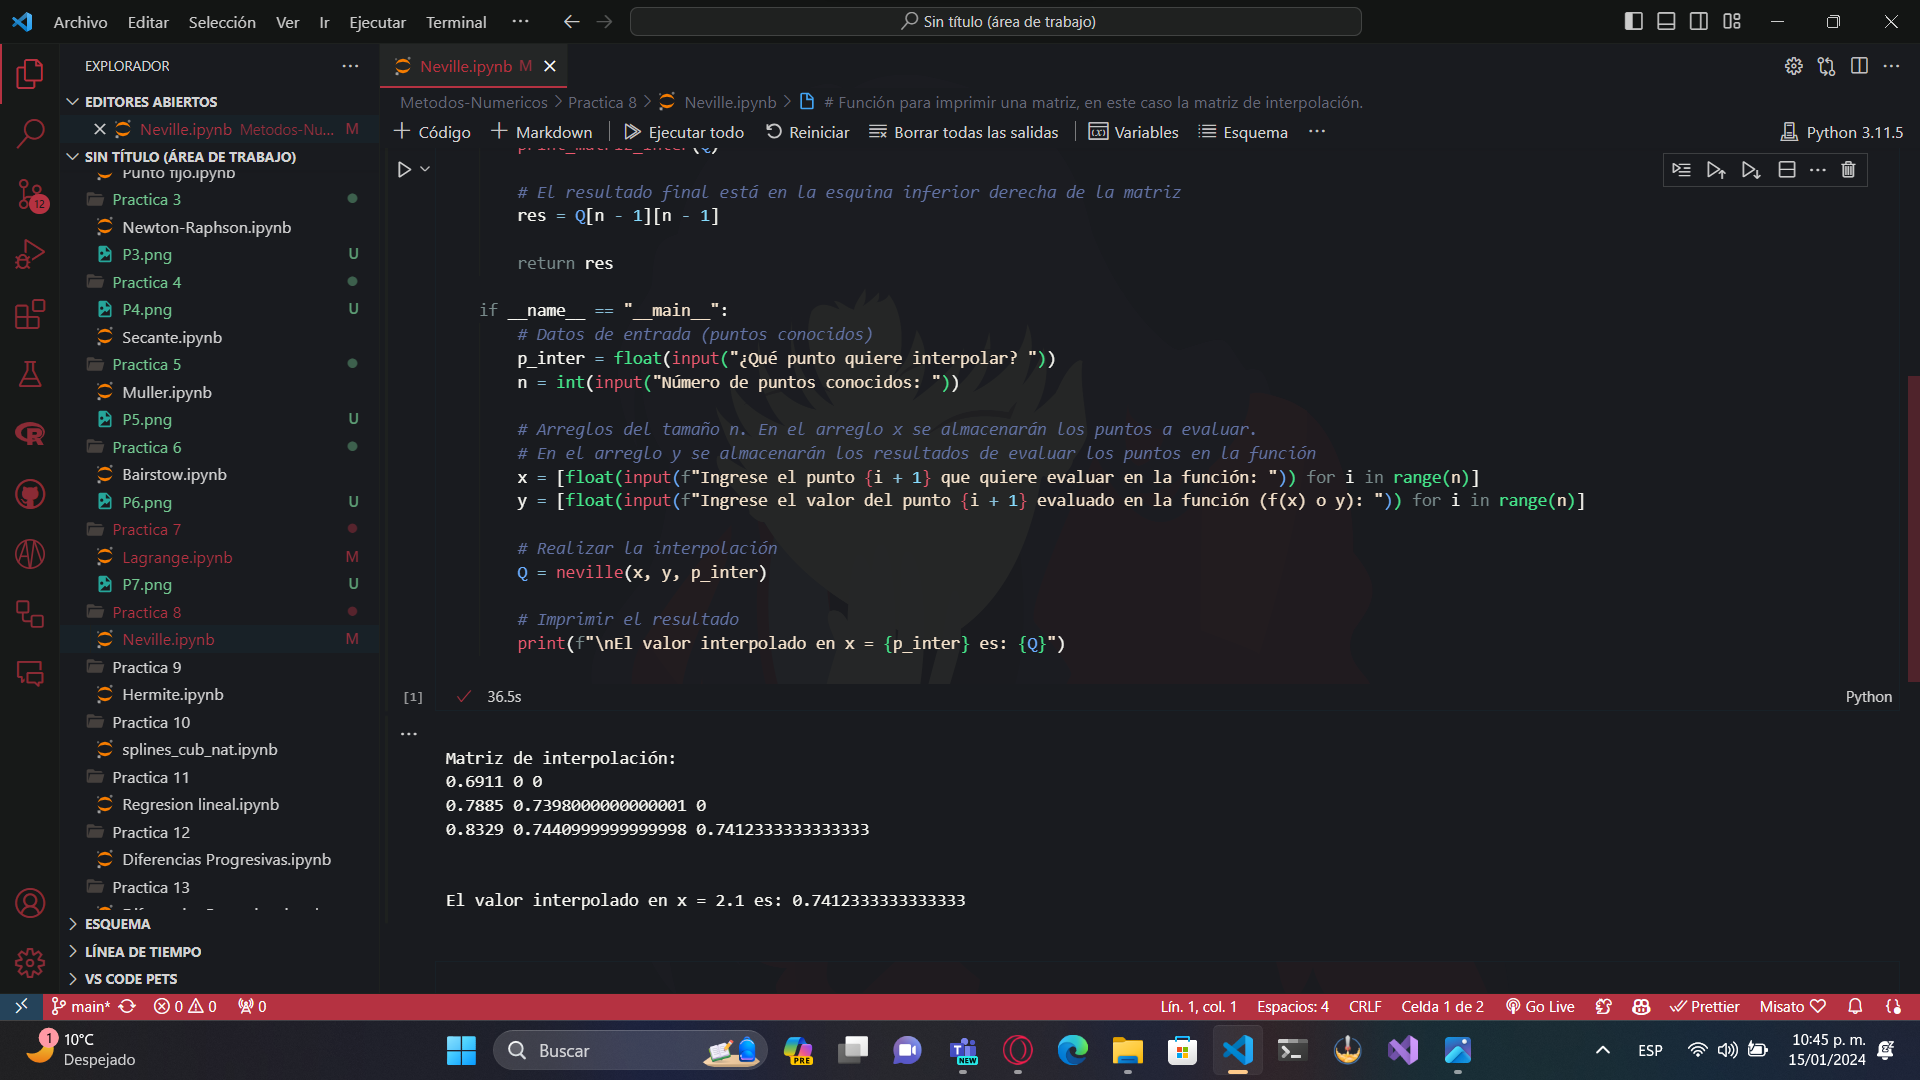 Archivo Editar Selección Ver Ir Ejecutar Terminal ··· Sin título (área de trabajo)
EXPLORADOR ···
Neville.ipynb M
EDITORES ABIERTOS
Neville.ipynb Metodos-Nu... M
SIN TÍTULO (ÁREA DE TRABAJO)
Punto fijo.ipynb
Practica 3
Newton-Raphson.ipynb
P3.png U
Practica 4
P4.png U
Secante.ipynb
Practica 5
Muller.ipynb
P5.png U
Practica 6
Bairstow.ipynb
P6.png U
Practica 7
Lagrange.ipynb M
P7.png U
Practica 8
Neville.ipynb M
Practica 9
Hermite.ipynb
Practica 10
splines_cub_nat.ipynb
Practica 11
Regresion lineal.ipynb
Practica 12
Diferencias Progresivas.ipynb
Practica 13
ESQUEMA
LÍNEA DE TIEMPO
VS CODE PETS
12
Metodos-Numericos > Practica 8 > Neville.ipynb > # Función para imprimir una matriz, en este caso la matriz de interpolación.
+ Código + Markdown Ejecutar todo Reiniciar Borrar todas las salidas Variables Esquema ··· Python 3.11.5
print_matriz_inter(Q)
# El resultado final está en la esquina inferior derecha de la matriz
res = Q[n - 1][n - 1]
return res
if __name__ == "__main__":
# Datos de entrada (puntos conocidos)
p_inter = float(input("¿Qué punto quiere interpolar? "))
n = int(input("Número de puntos conocidos: "))
# Arreglos del tamaño n. En el arreglo x se almacenarán los puntos a evaluar.
# En el arreglo y se almacenarán los resultados de evaluar los puntos en la función
x = [float(input(f"Ingrese el punto {i + 1} que quiere evaluar en la función: ")) for i in range(n)]
y = [float(input(f"Ingrese el valor del punto {i + 1} evaluado en la función (f(x) o y): ")) for i in range(n)]
# Realizar la interpolación
Q = neville(x, y, p_inter)
# Imprimir el resultado
print(f"\nEl valor interpolado en x = {p_inter} es: {Q}")
[1] 36.5s Python
···
Matriz de interpolación:
0.6911 0 0
0.7885 0.7398000000000001 0
0.8329 0.7440999999999998 0.7412333333333333
El valor interpolado en x = 2.1 es: 0.7412333333333333
main* 0 0 0 Lín. 1, col. 1 Espacios: 4 CRLF Celda 1 de 2 Go Live Prettier Misato
1
10°C
Despejado
Buscar
PRE
NEW
ESP
10:45 p. m.
15/01/2024